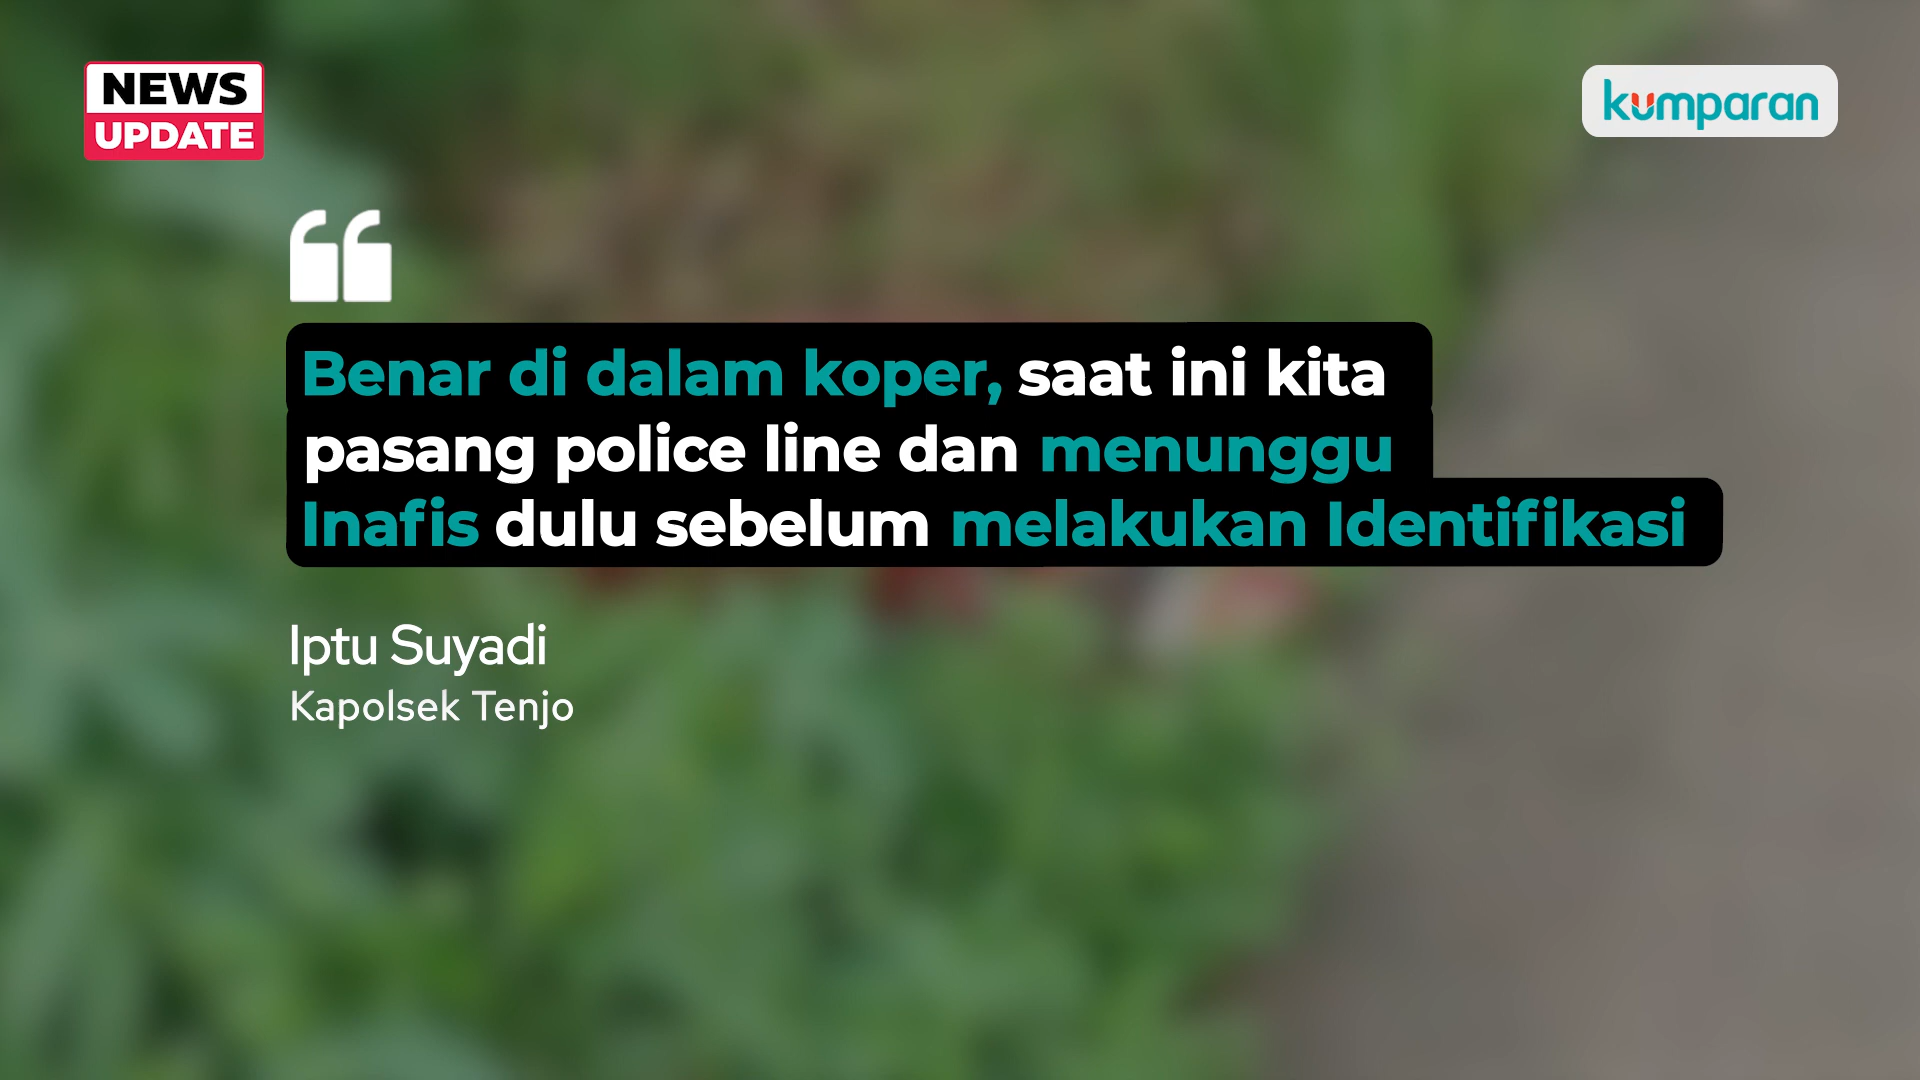 NEWS
UPDATE
kumparan
Benar di dalam koper, saat ini kita
pasang police line dan menunggu
Inafis dulu sebelum melakukan Identifikasi
Iptu Suyadi
Kapolsek Tenjo